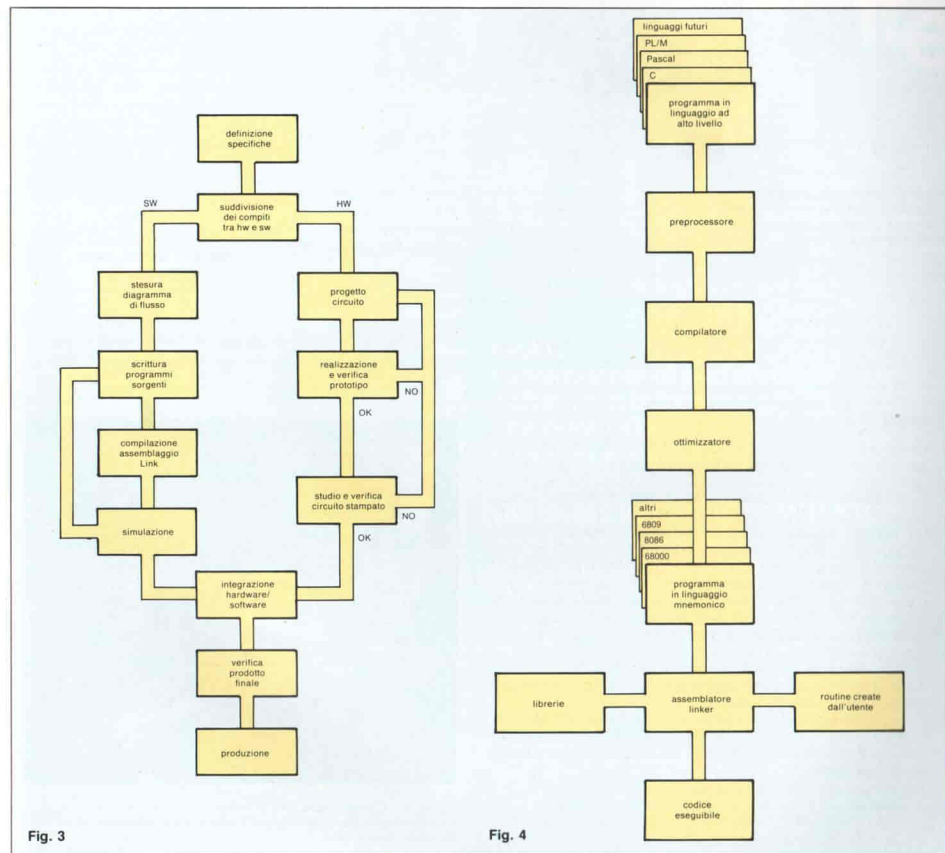 definizione
specifiche
SW
suddivisione
dei compiti
tra hw e sw
HW
stesura
diagramma
di flusso
progetto
circuito
scrittura
programmi
sorgenti
realizzazione
e verifica
prototipo
NO
OK
compilazione
assemblaggio
Link
studio e verifica
circuito stampato
NO
OK
simulazione
integrazione
hardware/
software
verifica
prodotto
finale
produzione
Fig. 3
linguaggi futuri
PL/M
Pascal
C
programma in
linguaggio ad
alto livello
preprocessore
compilatore
ottimizzatore
altri
6809
8086
68000
programma
in linguaggio
mnemonico
librerie
assemblatore
linker
routine create
dall'utente
codice
eseguibile
Fig. 4